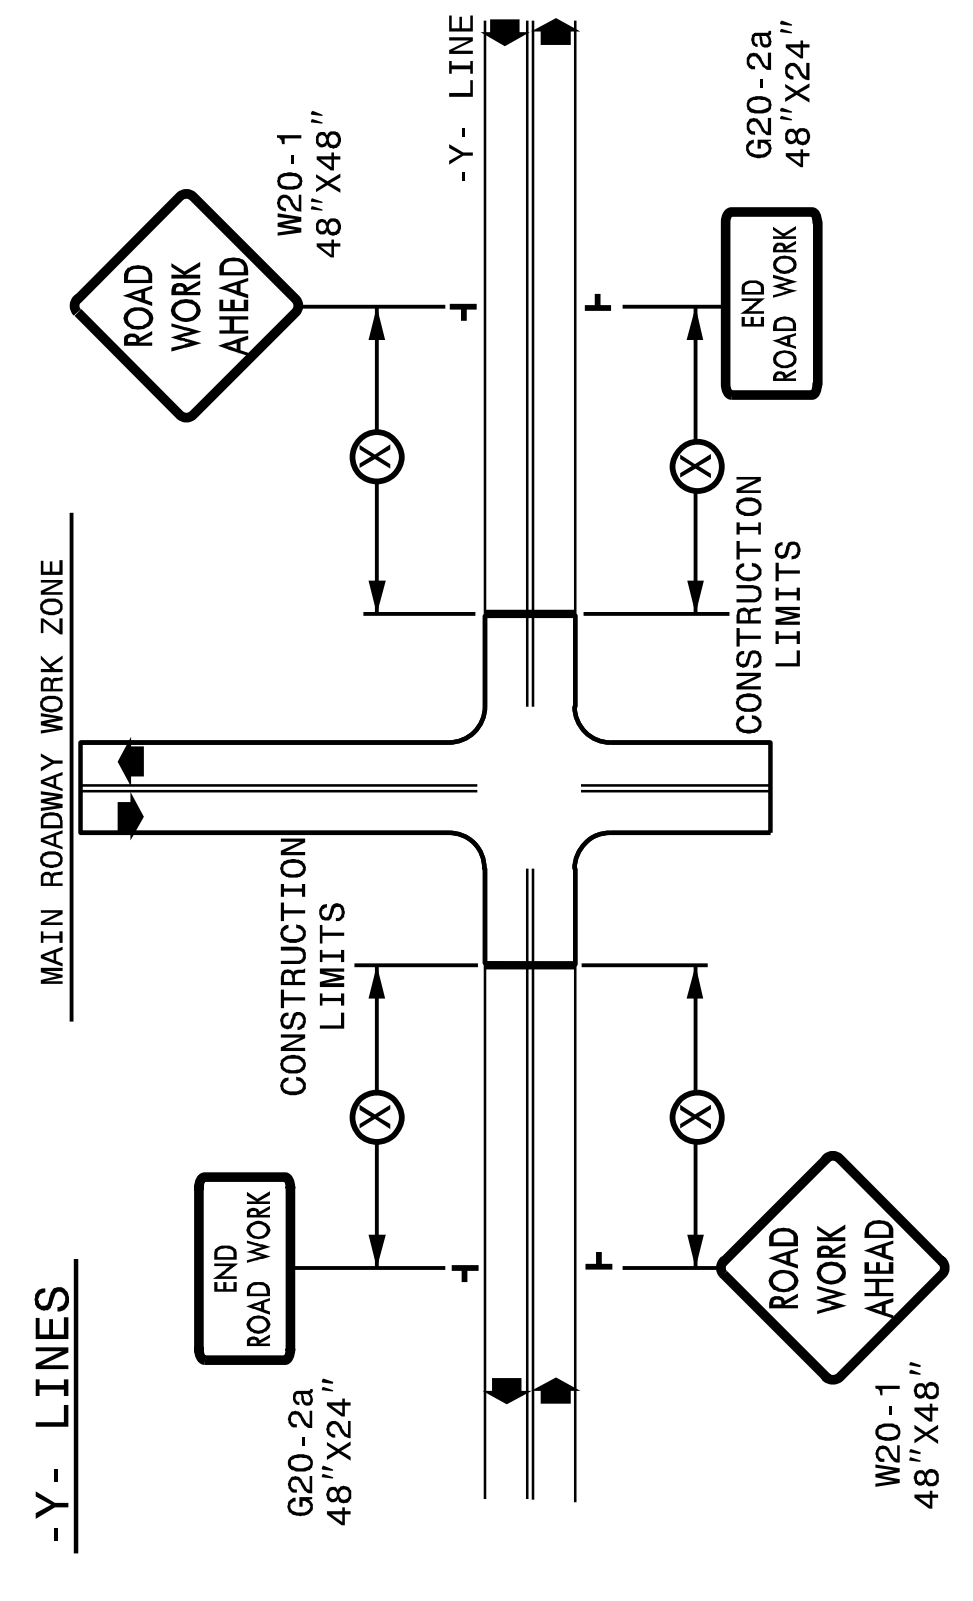 -Y- LINES
MAIN ROADWAY WORK ZONE
G20-2a
48"X24"
END
ROAD WORK
X
CONSTRUCTION
LIMITS
ROAD
WORK
AHEAD
W20-1
48"X48"
X
-Y- LINE
W20-1
48"X48"
ROAD
WORK
AHEAD
X
CONSTRUCTION
LIMITS
X
END
ROAD WORK
G20-2a
48"X24"